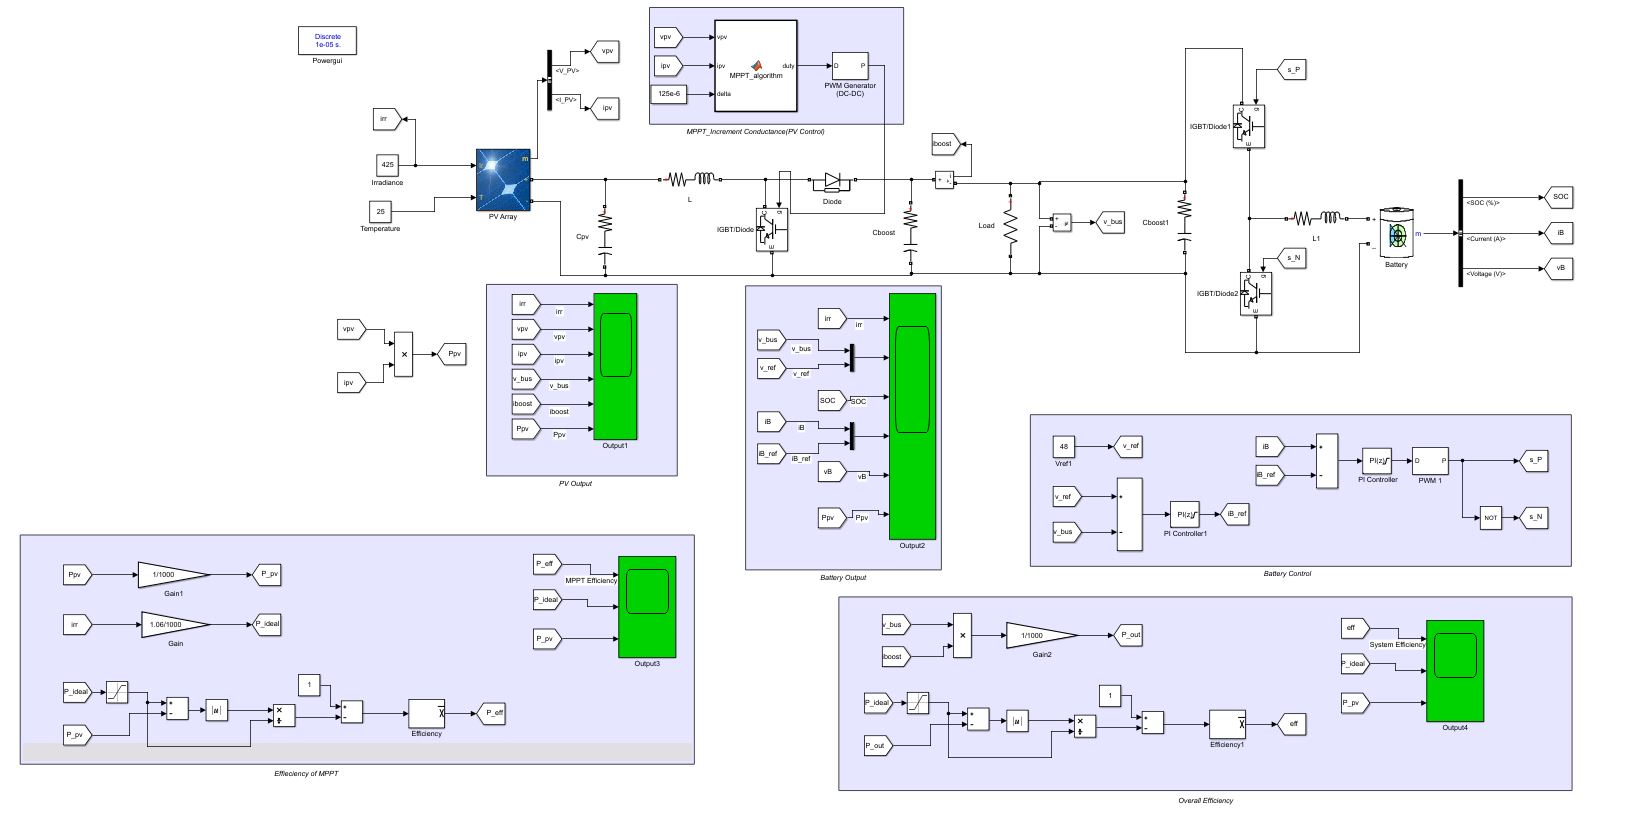 Discrete
1e-05 s.
Powergui
irr
425
Irradiance
25
Temperature
Ir
T
m
+
-
PV Array
<V_PV>
<I_PV>
vpv
ipv
vpv
ipv
125e-6
vpv
ipv
delta
MPPT_algorithm
duty
D
P
PWM Generator
(DC-DC)
MPPT_Increment Conductance(PV Control)
Cpv
L
IGBT/Diode
C
g
E
Diode
Cboost
iboost
+
i
-
Load
+
-
v
v_bus
Cboost1
IGBT/Diode1
C
g
E
s_P
IGBT/Diode2
C
g
E
s_N
L1
+
_
m
Battery
<SOC (%)>
<Current (A)>
<Voltage (V)>
SOC
iB
vB
vpv
ipv
×
Ppv
irr
vpv
ipv
v_bus
iboost
Ppv
irr
vpv
ipv
v_bus
iboost
Ppv
Output1
PV Output
irr
v_bus
v_ref
SOC
iB
iB_ref
vB
Ppv
irr
v_bus
v_ref
SOC
iB
iB_ref
vB
Ppv
Output2
Battery Output
48
Vref1
v_ref
v_ref
v_bus
+
-
PI(z)
PI Controller1
iB_ref
iB
iB_ref
+
-
PI(z)
PI Controller
D
P
PWM 1
s_P
NOT
s_N
Battery Control
Ppv
1/1000
Gain1
P_pv
irr
1.06/1000
Gain
P_ideal
P_ideal
P_pv
+
-
|u|
×
÷
1
+
-
x
Efficiency
P_eff
P_eff
MPPT Efficiency
P_ideal
P_pv
Output3
Effieciency of MPPT
v_bus
iboost
×
1/1000
Gain2
P_out
P_ideal
P_out
+
-
|u|
×
÷
1
+
-
x
Efficiency1
eff
eff
System Efficiency
P_ideal
P_pv
Output4
Overall Efficiency